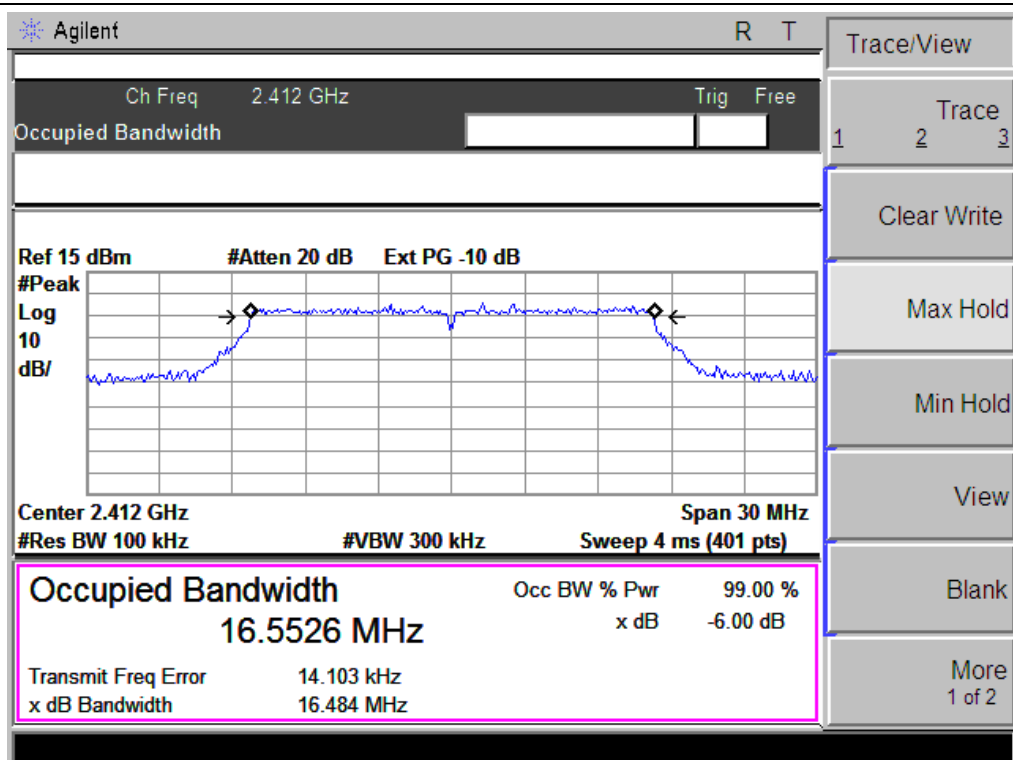 Agilent R T
Trace/View
Ch Freq 2.412 GHz Trig Free
Occupied Bandwidth
Trace
1 2 3
Clear Write
Max Hold
Min Hold
View
Blank
More
1 of 2
Ref 15 dBm #Atten 20 dB Ext PG -10 dB
#Peak
Log
10
dB/
Center 2.412 GHz Span 30 MHz
#Res BW 100 kHz #VBW 300 kHz Sweep 4 ms (401 pts)
Occupied Bandwidth Occ BW % Pwr 99.00 %
16.5526 MHz x dB -6.00 dB
Transmit Freq Error 14.103 kHz
x dB Bandwidth 16.484 MHz